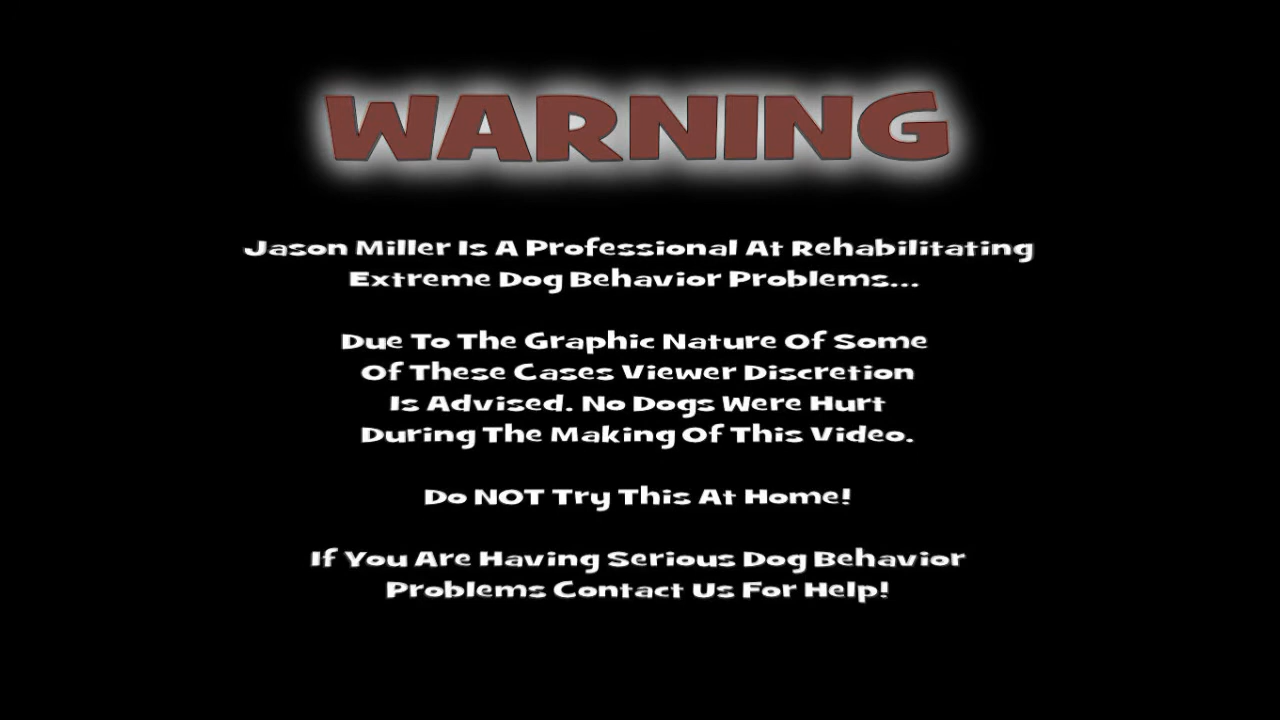 WARNING
Jason Miller Is A Professional At Rehabilitating
Extreme Dog Behavior Problems...
Due To The Graphic Nature Of Some
Of These Cases Viewer Discretion
Is Advised. No Dogs Were Hurt
During The Making Of This Video.
Do NOT Try This At Home!
If You Are Having Serious Dog Behavior
Problems Contact Us For Help!